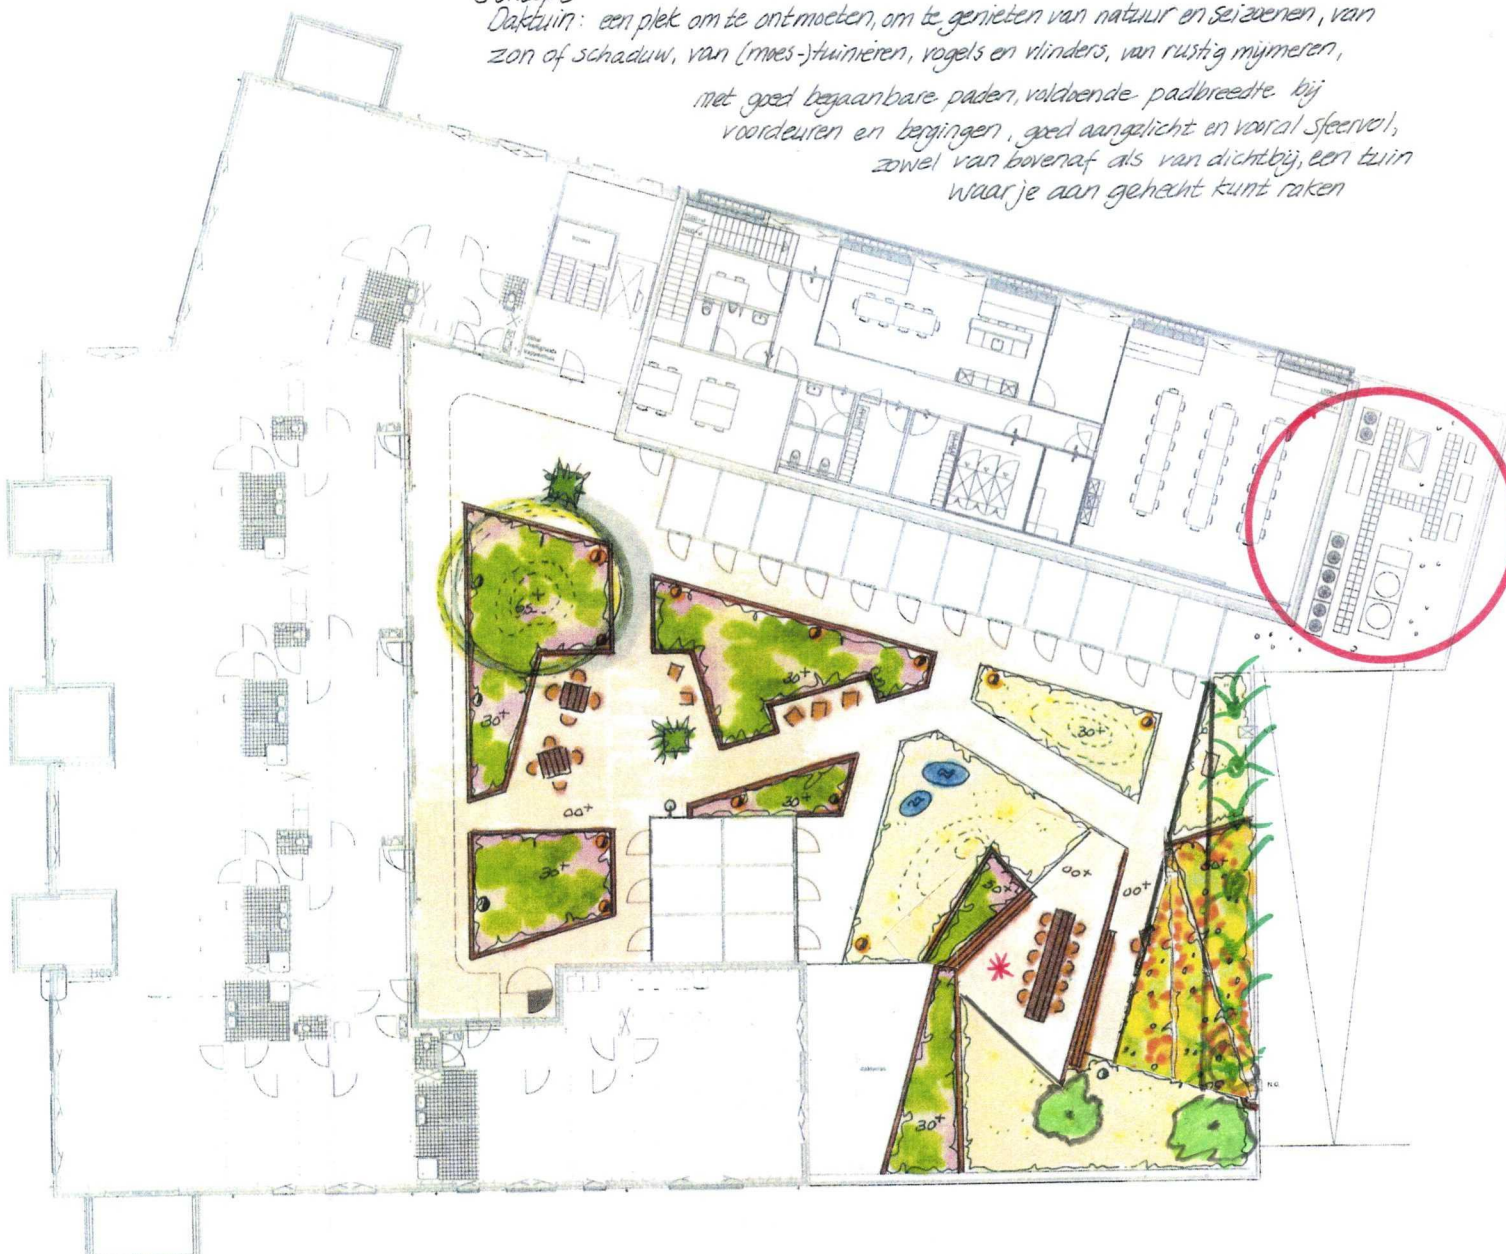 Daktuin: een plek om te ontmoeten, om te genieten van natuur en seizoenen, van
zon of schaduw, van (moes-)tuinieren, vogels en vlinders, van rustig mijmeren,
met goed begaanbare paden, voldoende padbreedte bij
voordeuren en bergingen, goed aangelicht en vooral sfeervol,
zowel van bovenaf als van dichtbij, een tuin
waar je aan gehecht kunt raken
65+
30+
30+
30+
30+
00+
30+
30+
50+
00+
00+
50+
30+